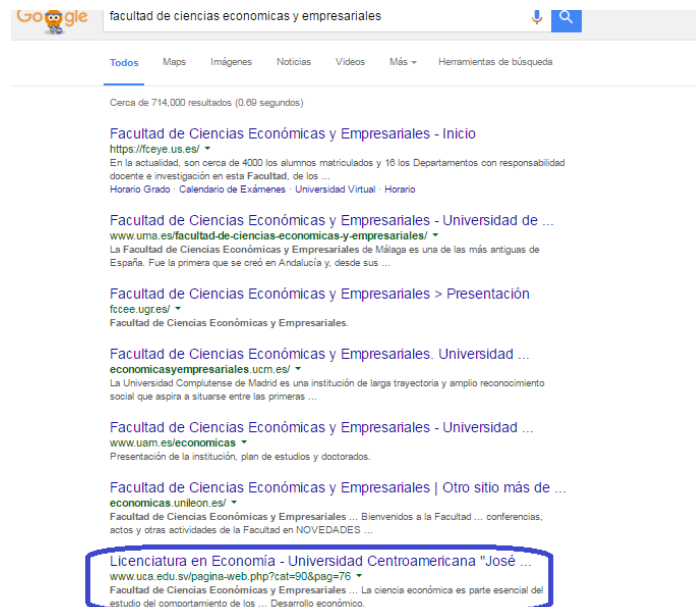 Google
facultad de ciencias economicas y empresariales
Todos Maps Imágenes Noticias Videos Más Herramientas de búsqueda
Cerca de 714,000 resultados (0.69 segundos)
Facultad de Ciencias Económicas y Empresariales - Inicio
https://fceye.us.es/
En la actualidad, son cerca de 4000 los alumnos matriculados y 16 los Departamentos con responsabilidad
docente e investigación en esta Facultad, de los ...
Horario Grado · Calendario de Exámenes · Universidad Virtual · Horario
Facultad de Ciencias Económicas y Empresariales - Universidad de ...
www.uma.es/facultad-de-ciencias-economicas-y-empresariales/
La Facultad de Ciencias Económicas y Empresariales de Málaga es una de las más antiguas de
España. Fue la primera que se creó en Andalucía y, desde sus ...
Facultad de Ciencias Económicas y Empresariales > Presentación
fccee.ugr.es/
Facultad de Ciencias Económicas y Empresariales.
Facultad de Ciencias Económicas y Empresariales. Universidad ...
economicasyempresariales.ucm.es/
La Universidad Complutense de Madrid es una institución de larga trayectoria y amplio reconocimiento
social que aspira a situarse entre las primeras ...
Facultad de Ciencias Económicas y Empresariales - Universidad ...
www.uam.es/economicas
Presentación de la institución, plan de estudios y doctorados.
Facultad de Ciencias Económicas y Empresariales | Otro sitio más de ...
economicas.unileon.es/
Facultad de Ciencias Económicas y Empresariales ... Bienvenidos a la Facultad ... conferencias,
actos y otras actividades de la Facultad en NOVEDADES ...
Licenciatura en Economía - Universidad Centroamericana "José ...
www.uca.edu.sv/pagina-web.php?cat=90&pag=76
Facultad de Ciencias Económicas y Empresariales ... La ciencia económica es parte esencial del
estudio del comportamiento de los ... Desarrollo económico.